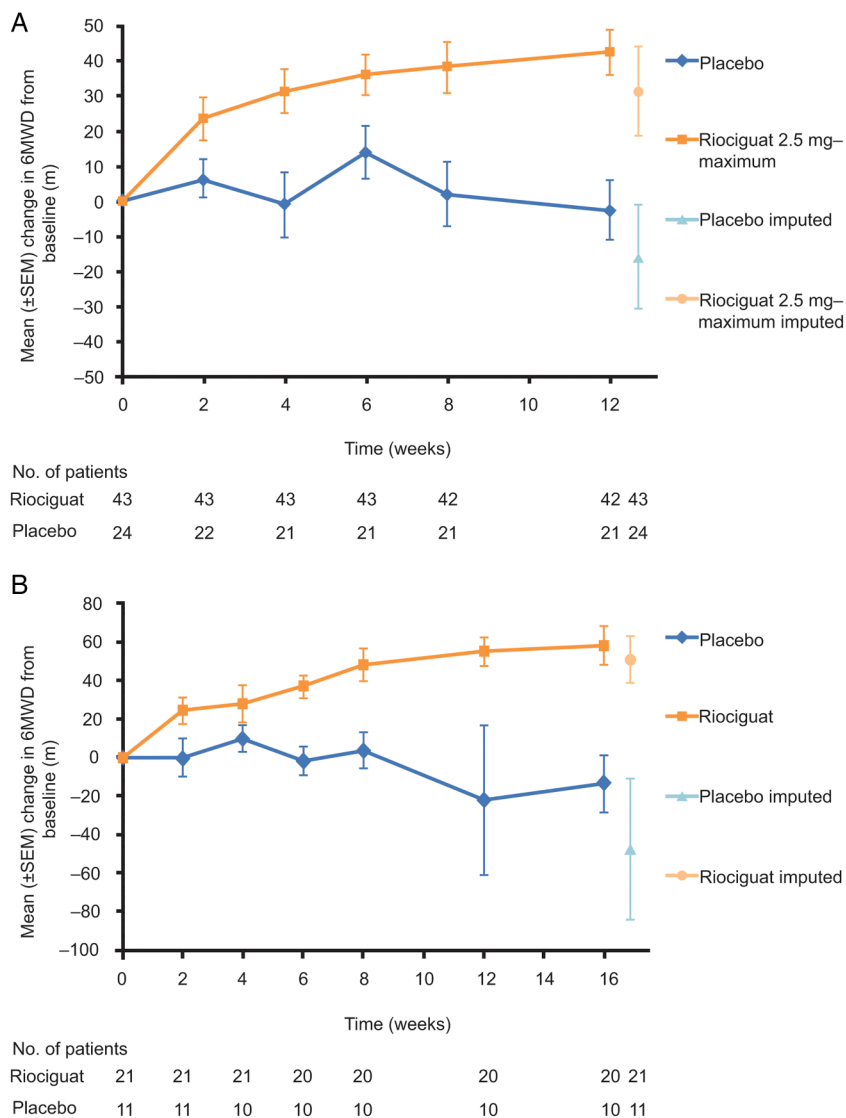 A
Mean (±SEM) change in 6MWD from
baseline (m)
50
40
30
20
10
0
–10
–20
–30
–40
–50
0 2 4 6 8 10 12
Time (weeks)
Placebo
Riociguat 2.5 mg–
maximum
Placebo imputed
Riociguat 2.5 mg–
maximum imputed
No. of patients
Riociguat 43 43 43 43 42 42 43
Placebo 24 22 21 21 21 21 24
B
Mean (±SEM) change in 6MWD from
baseline (m)
80
60
40
20
0
–20
–40
–60
–80
–100
0 2 4 6 8 10 12 14 16
Time (weeks)
Placebo
Riociguat
Placebo imputed
Riociguat imputed
No. of patients
Riociguat 21 21 21 20 20 20 20 21
Placebo 11 11 10 10 10 10 10 11